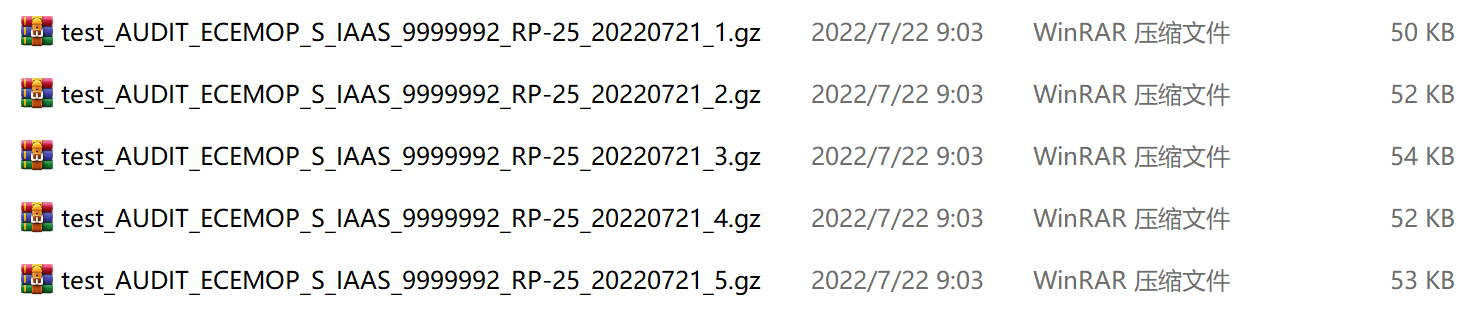 test_AUDIT_ECEMOP_S_IAAS_9999992_RP-25_20220721_1.gz 2022/7/22 9:03 WinRAR 压缩文件 50 KB
test_AUDIT_ECEMOP_S_IAAS_9999992_RP-25_20220721_2.gz 2022/7/22 9:03 WinRAR 压缩文件 52 KB
test_AUDIT_ECEMOP_S_IAAS_9999992_RP-25_20220721_3.gz 2022/7/22 9:03 WinRAR 压缩文件 54 KB
test_AUDIT_ECEMOP_S_IAAS_9999992_RP-25_20220721_4.gz 2022/7/22 9:03 WinRAR 压缩文件 52 KB
test_AUDIT_ECEMOP_S_IAAS_9999992_RP-25_20220721_5.gz 2022/7/22 9:03 WinRAR 压缩文件 53 KB